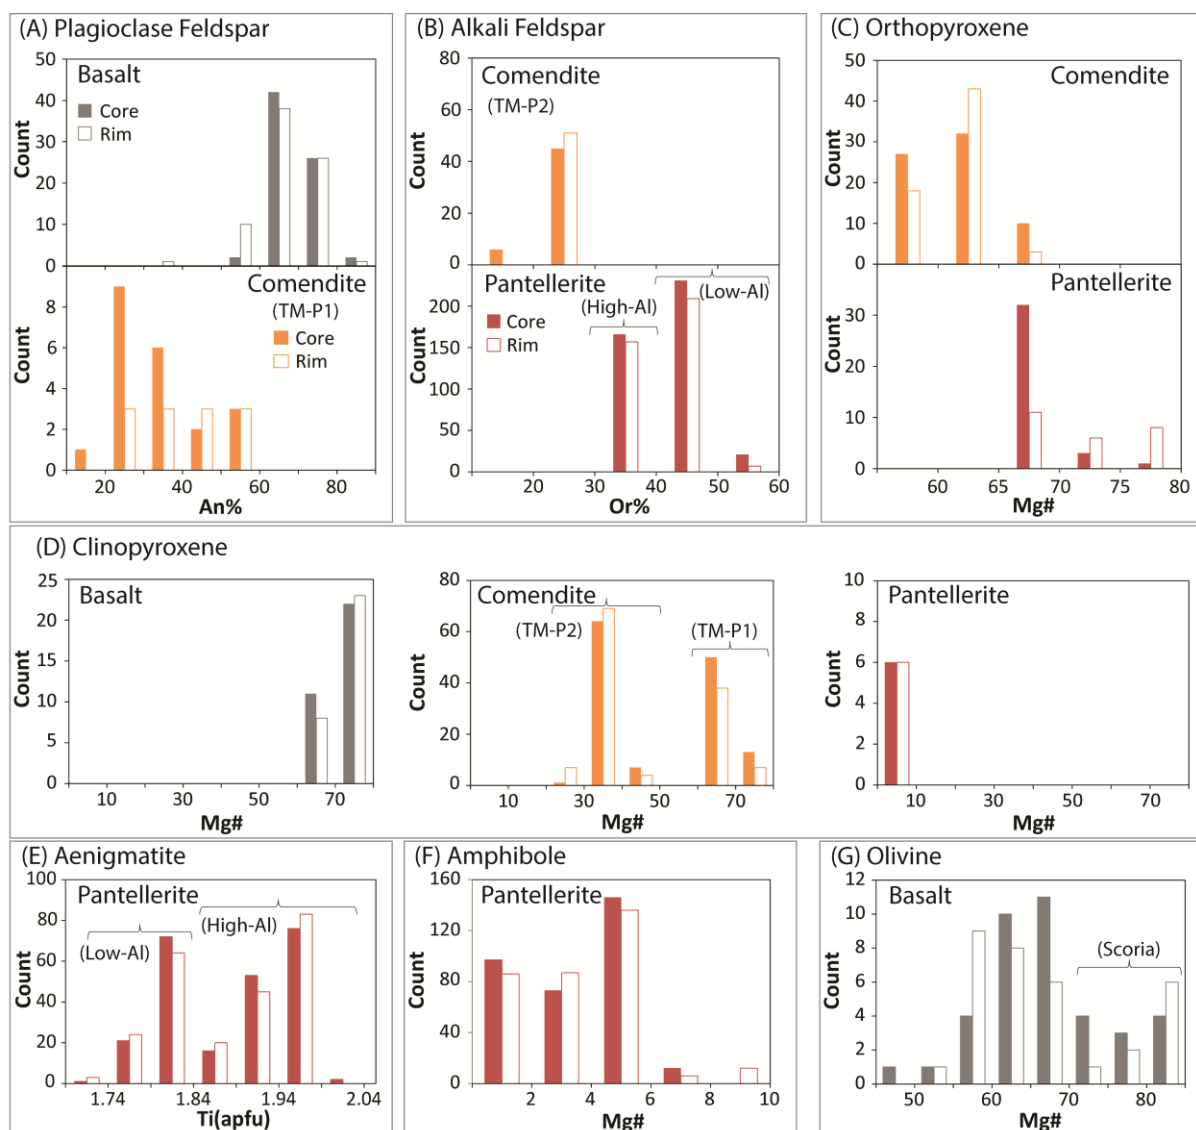 (A) Plagioclase Feldspar
Basalt
Core
Rim
Count
50
40
30
20
10
0
Comendite
(TM-P1)
Core
Rim
Count
8
6
4
2
0
20 40 60 80
An%
(B) Alkali Feldspar
Comendite
(TM-P2)
Count
80
60
40
20
0
Pantellerite
(High-Al)
(Low-Al)
Core
Rim
Count
200
150
100
50
0
20 30 40 50 60
Or%
(C) Orthopyroxene
Comendite
Count
50
40
30
20
10
0
Pantellerite
Count
30
20
10
0
60 65 70 75 80
Mg#
(D) Clinopyroxene
Basalt
Count
25
20
15
10
5
0
10 30 50 70
Mg#
Comendite
(TM-P2)
(TM-P1)
Count
80
60
40
20
0
10 30 50 70
Mg#
Pantellerite
Count
10
8
6
4
2
0
10 30 50 70
Mg#
(E) Aenigmatite
Pantellerite
(Low-Al)
(High-Al)
Count
100
80
60
40
20
0
1.74 1.84 1.94 2.04
Ti(apfu)
(F) Amphibole
Pantellerite
Count
160
120
80
40
0
2 4 6 8 10
Mg#
(G) Olivine
Basalt
(Scoria)
Count
12
10
8
6
4
2
0
50 60 70 80
Mg#